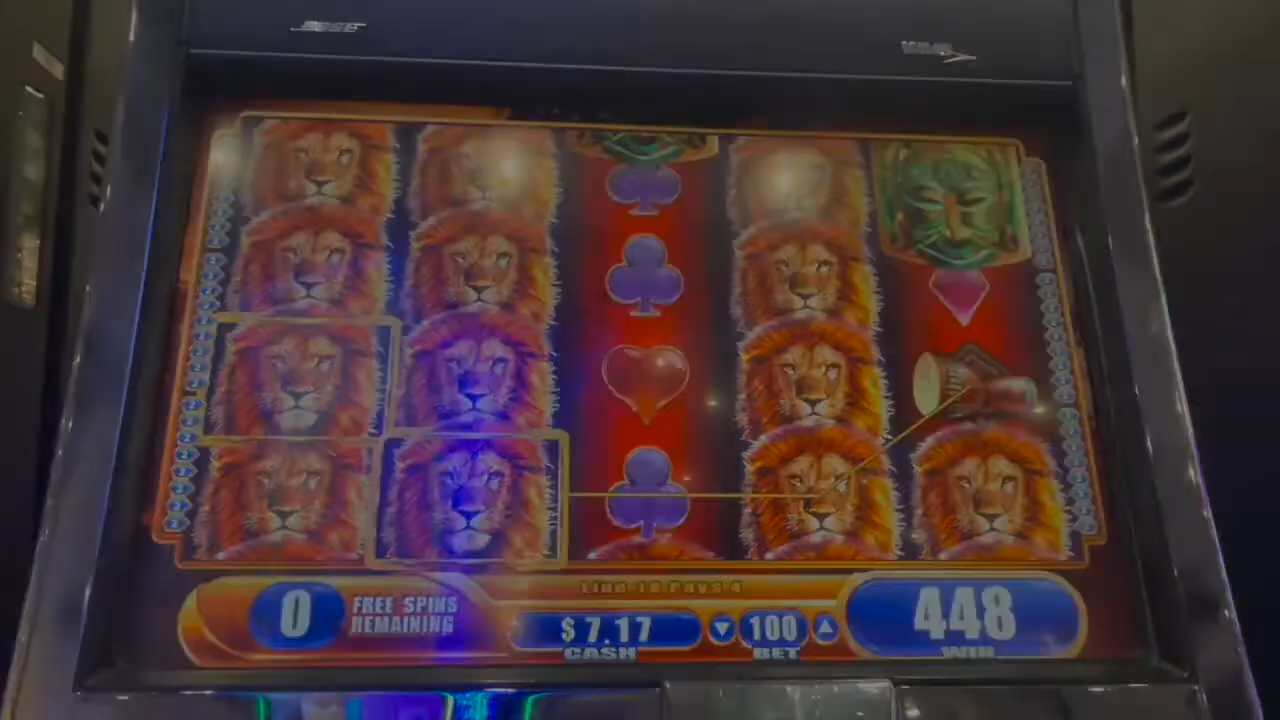 Line 18 Pays 4
0
FREE SPINS
REMAINING
$7.17
CASH
100
BET
448
WIN